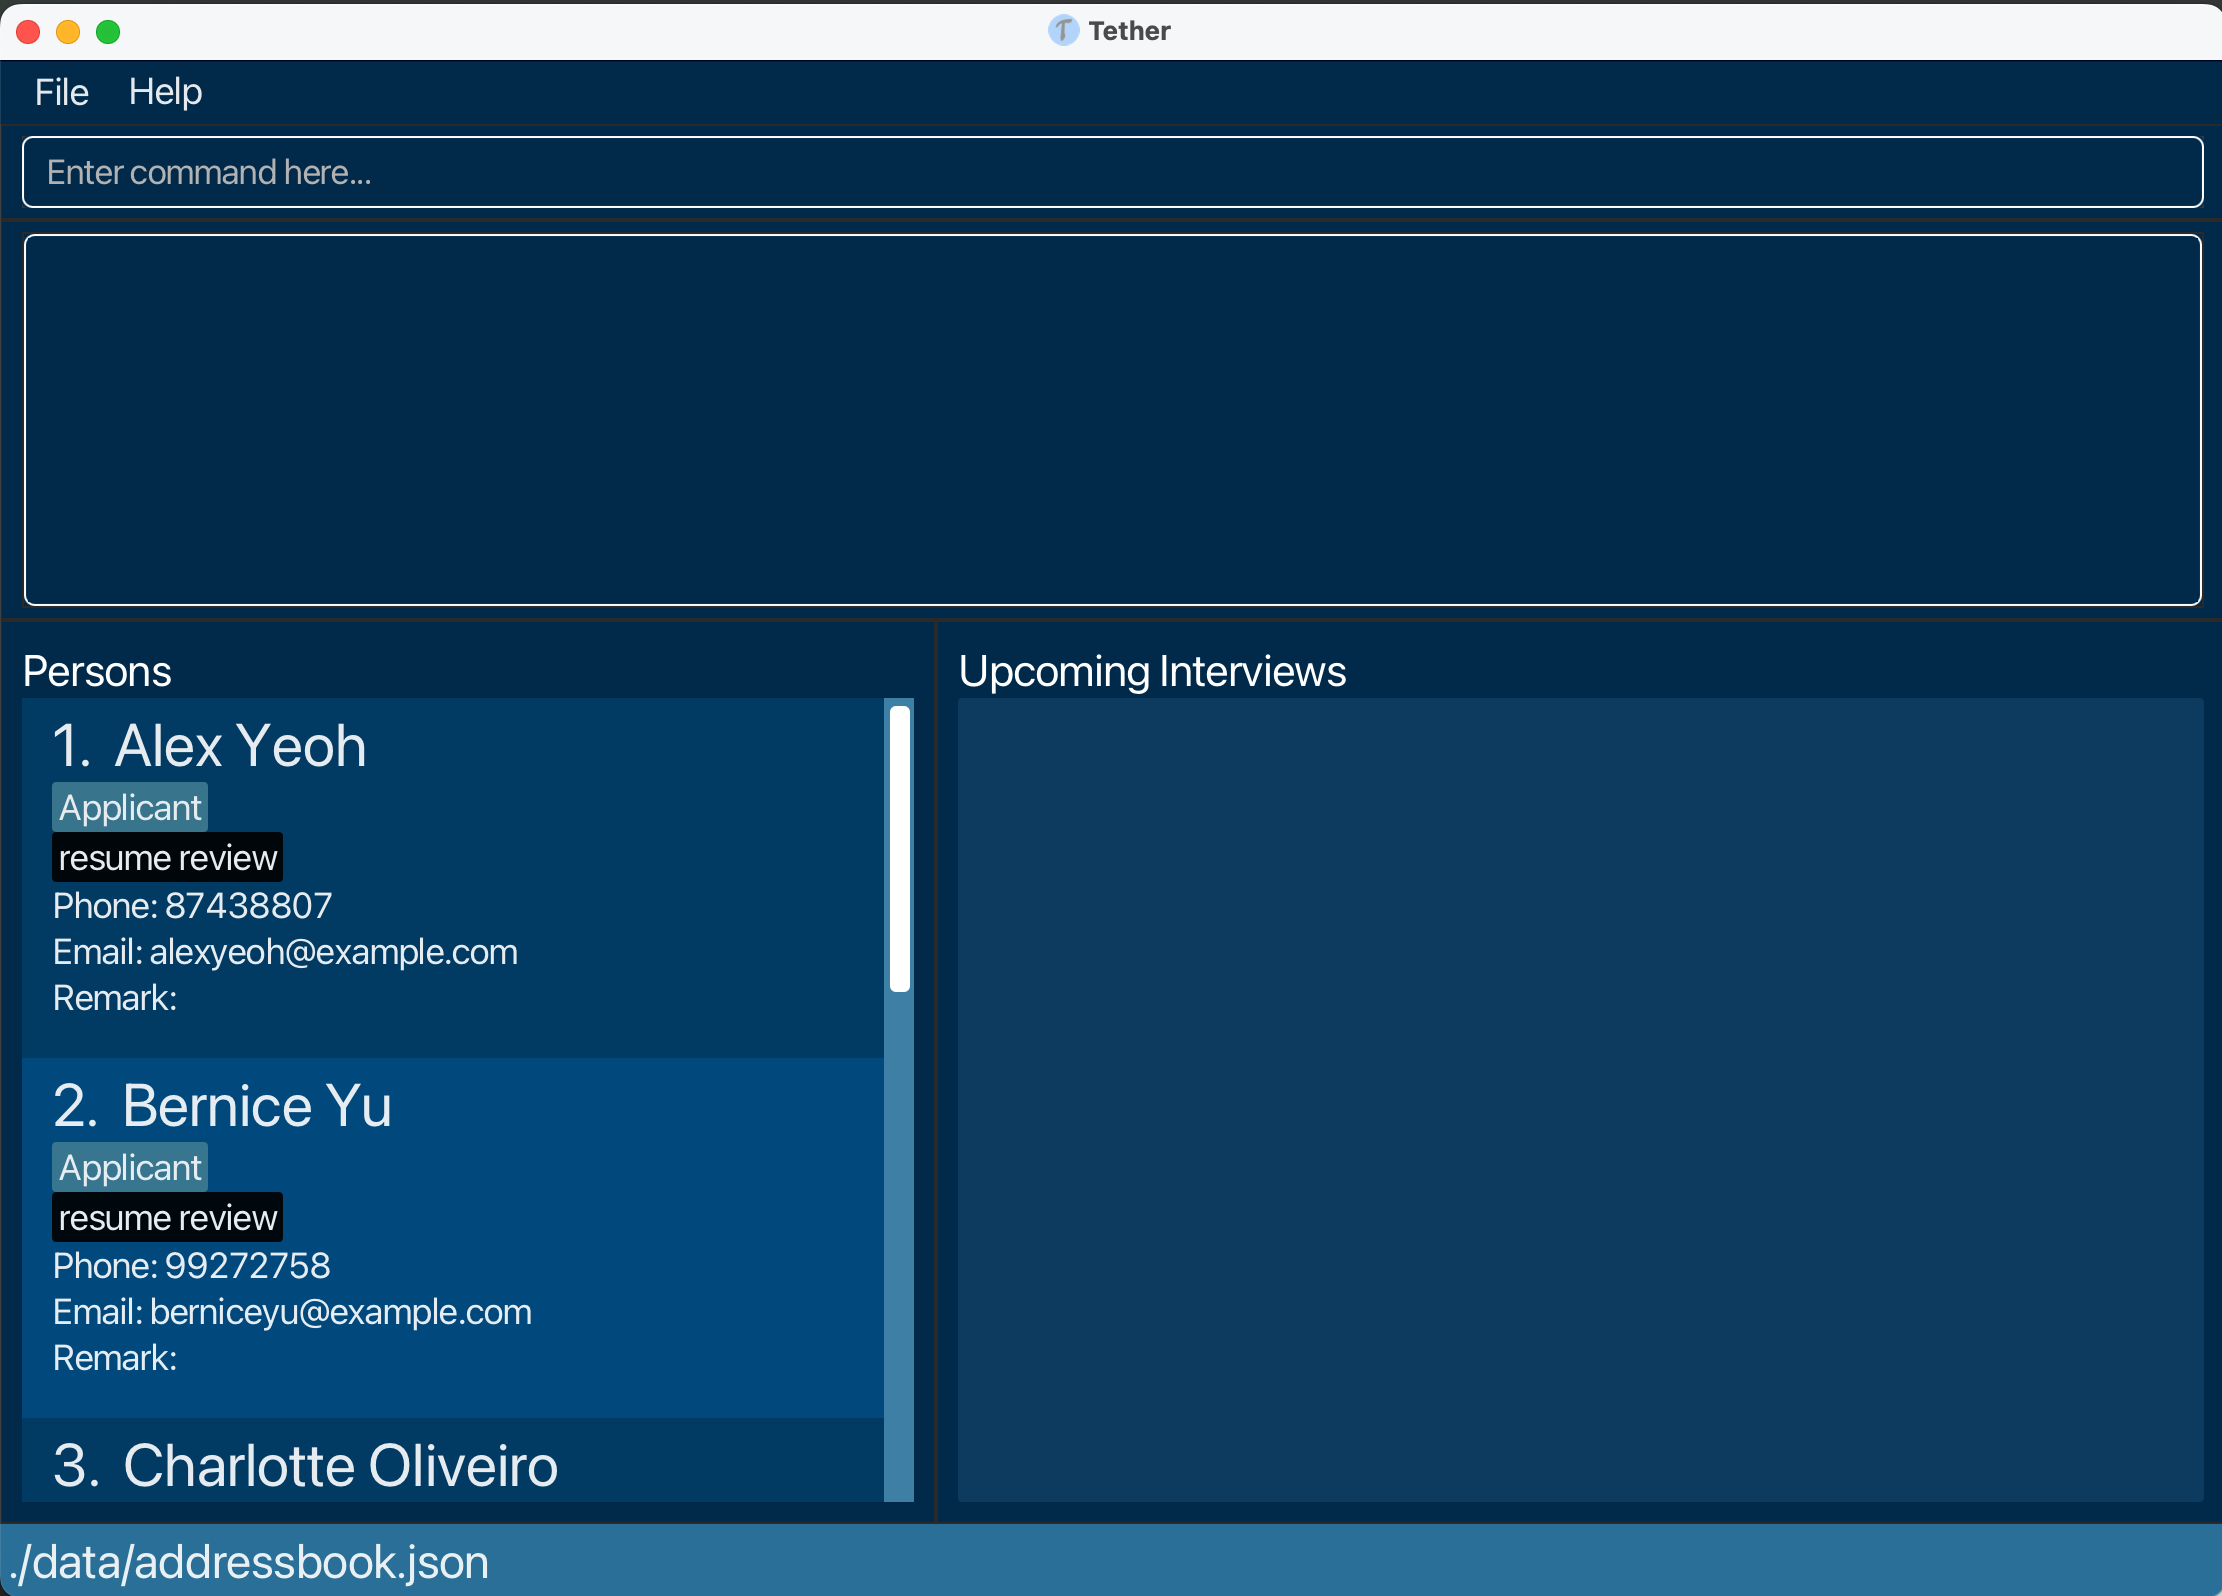 Tether
File Help
Enter command here...
Persons
1. Alex Yeoh
Applicant
resume review
Phone: 87438807
Email: alexyeoh@example.com
Remark:
2. Bernice Yu
Applicant
resume review
Phone: 99272758
Email: berniceyu@example.com
Remark:
3. Charlotte Oliveiro
Upcoming Interviews
./data/addressbook.json